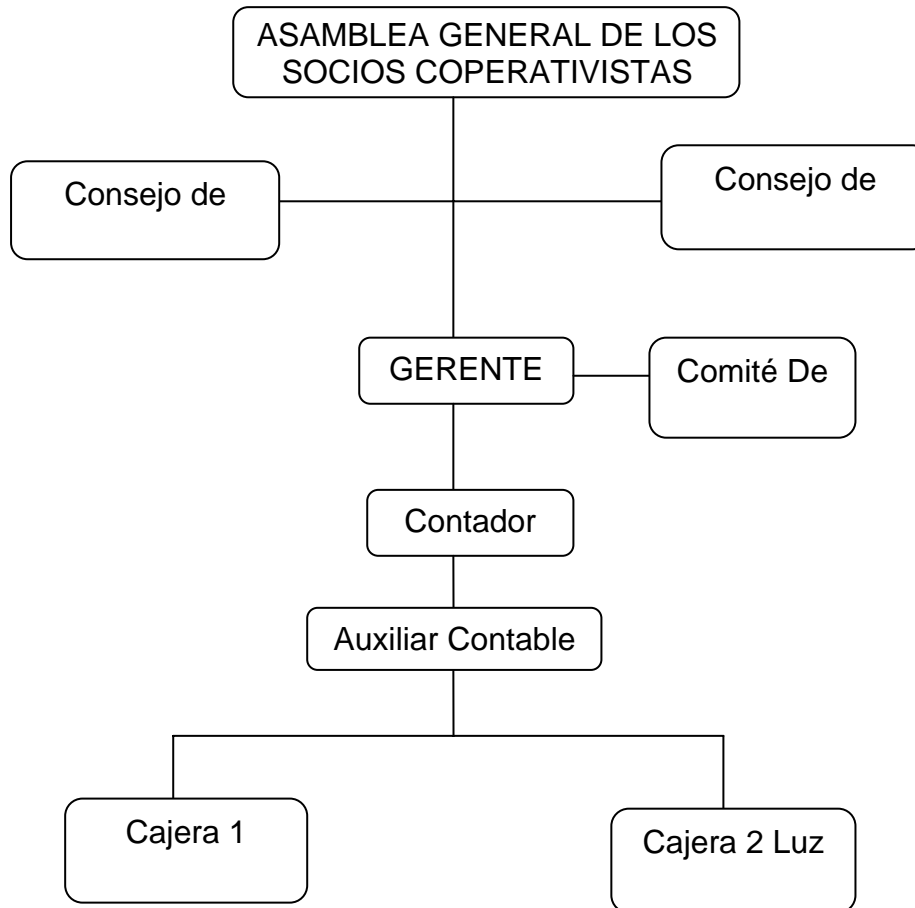 ASAMBLEA GENERAL DE LOS
SOCIOS COPERATIVISTAS
Consejo de
Consejo de
GERENTE
Comité De
Contador
Auxiliar Contable
Cajera 1
Cajera 2 Luz